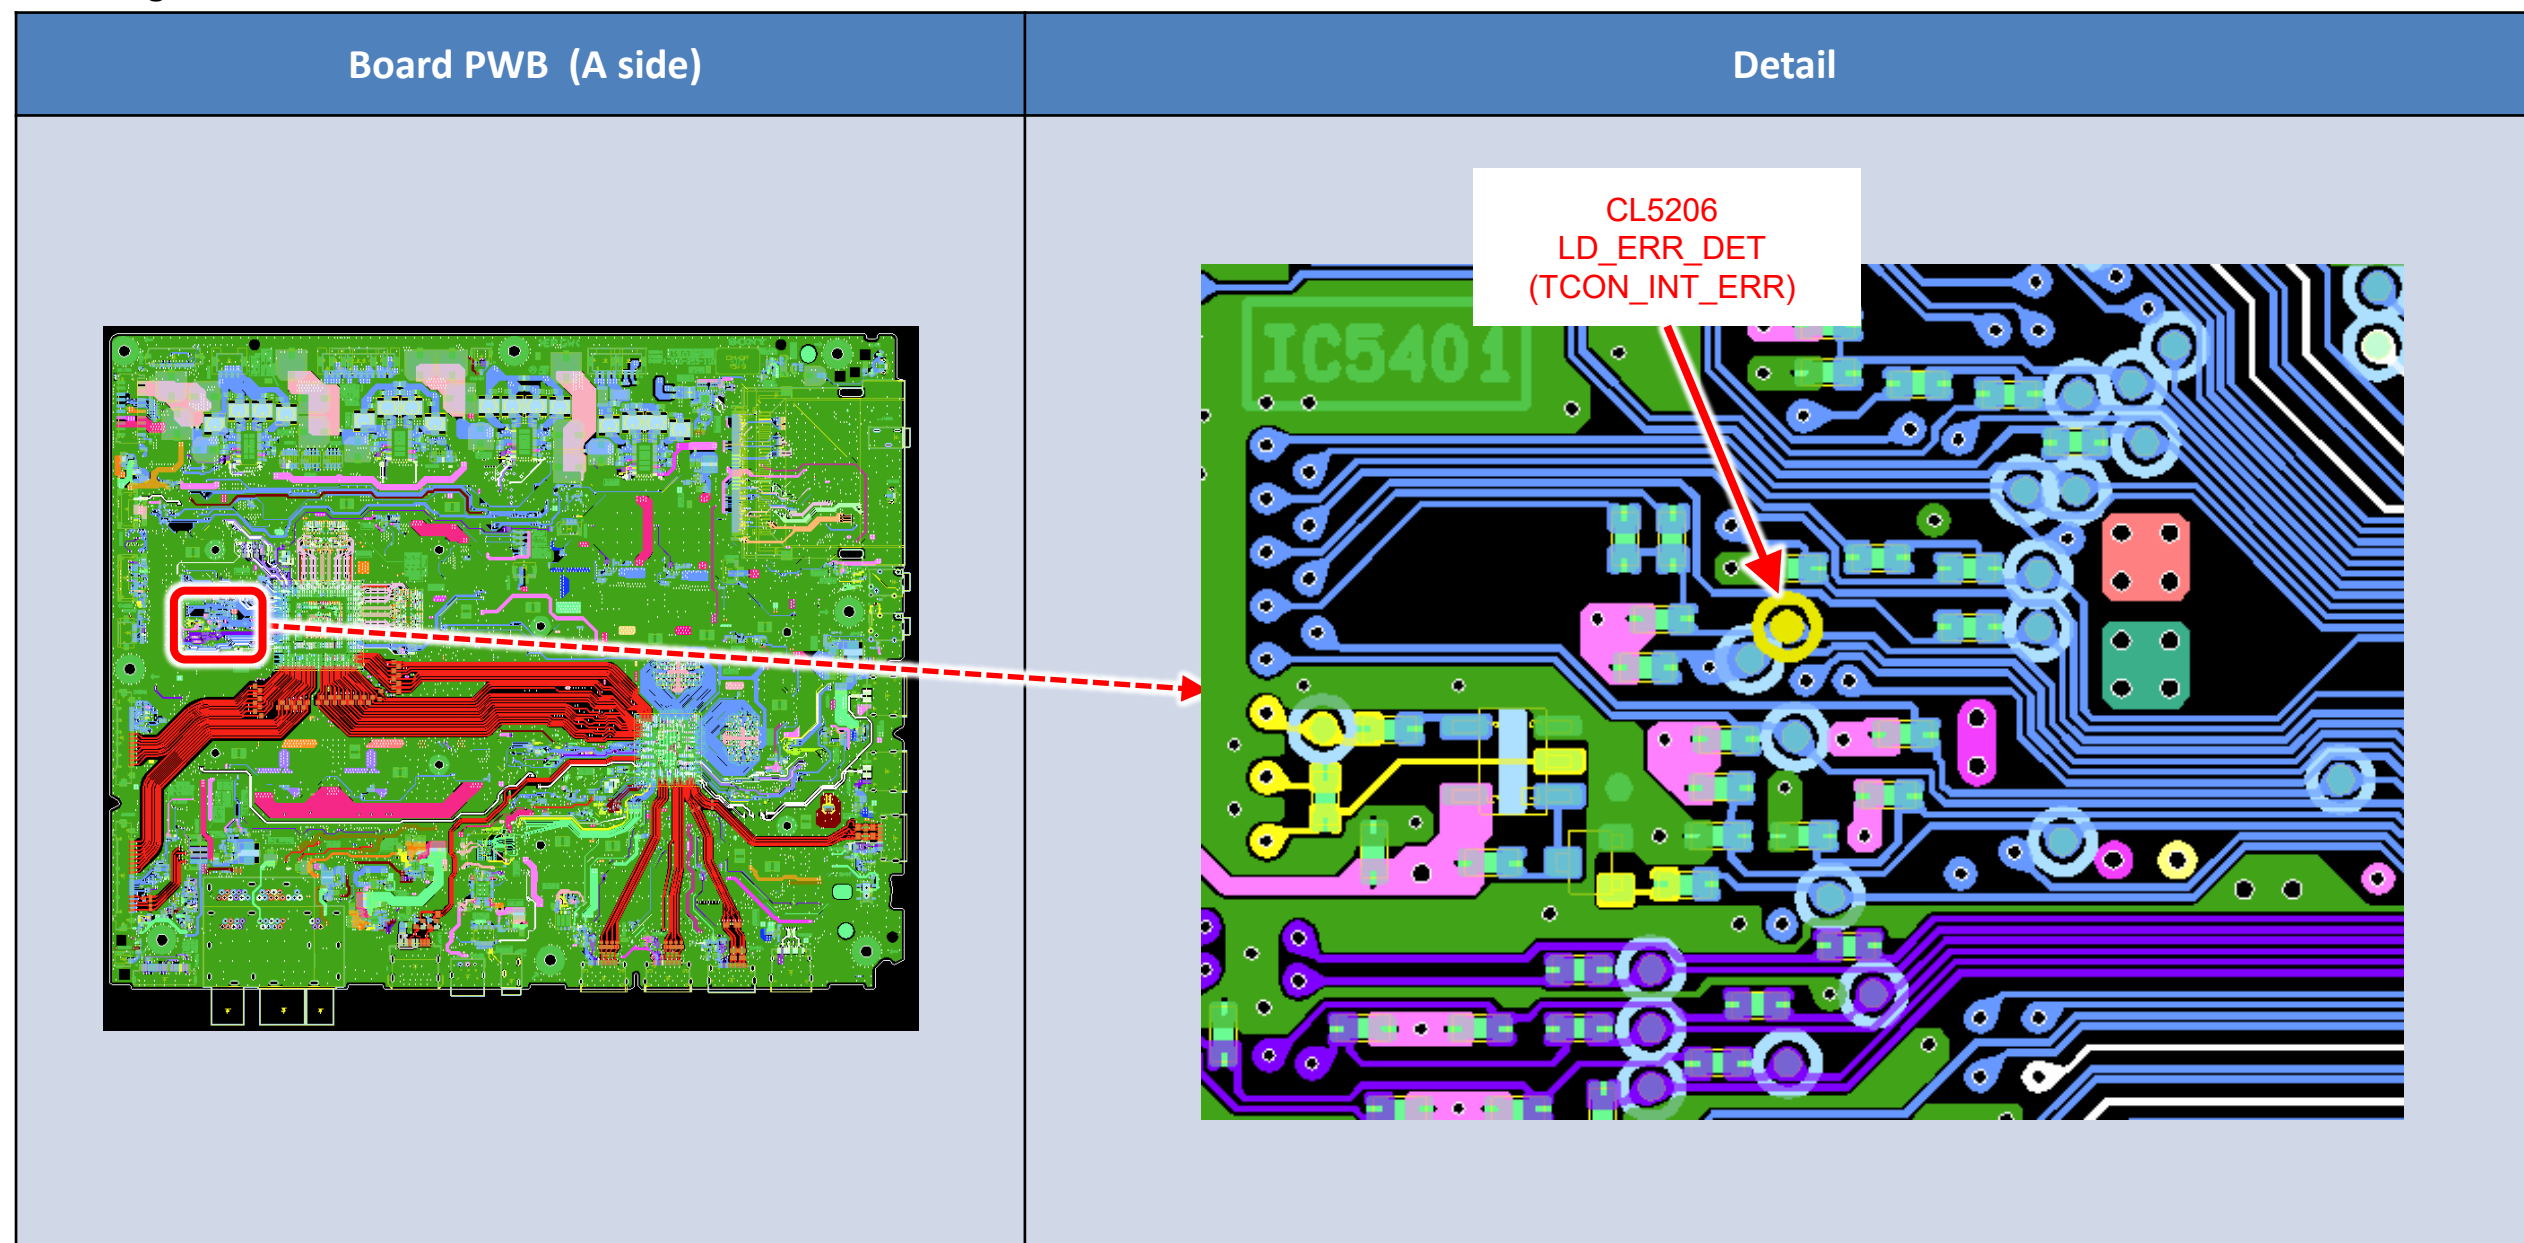 Board PWB (A side)
Detail
CL5206
LD_ERR_DET
(TCON_INT_ERR)
IC5401